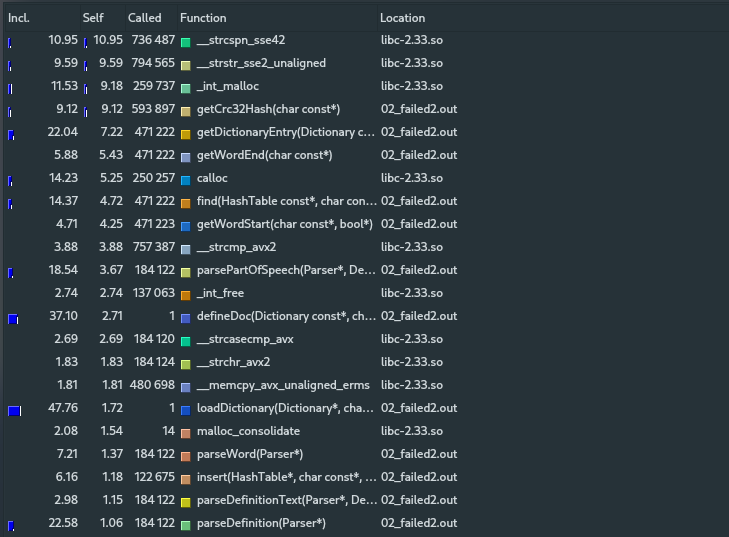 Incl. Self Called Function Location
10.95 10.95 736 487 __strcspn_sse42 libc-2.33.so
9.59 9.59 794 565 __strstr_sse2_unaligned libc-2.33.so
11.53 9.18 259 737 _int_malloc libc-2.33.so
9.12 9.12 593 897 getCrc32Hash(char const*) 02_failed2.out
22.04 7.22 471 222 getDictionaryEntry(Dictionary c... 02_failed2.out
5.88 5.43 471 222 getWordEnd(char const*) 02_failed2.out
14.23 5.25 250 257 calloc libc-2.33.so
14.37 4.72 471 222 find(HashTable const*, char con... 02_failed2.out
4.71 4.25 471 223 getWordStart(char const*, bool*) 02_failed2.out
3.88 3.88 757 387 __strcmp_avx2 libc-2.33.so
18.54 3.67 184 122 parsePartOfSpeech(Parser*, De... 02_failed2.out
2.74 2.74 137 063 _int_free libc-2.33.so
37.10 2.71 1 defineDoc(Dictionary const*, ch... 02_failed2.out
2.69 2.69 184 120 __strcasecmp_avx libc-2.33.so
1.83 1.83 184 124 __strchr_avx2 libc-2.33.so
1.81 1.81 480 698 __memcpy_avx_unaligned_erms libc-2.33.so
47.76 1.72 1 loadDictionary(Dictionary*, cha... 02_failed2.out
2.08 1.54 14 malloc_consolidate libc-2.33.so
7.21 1.37 184 122 parseWord(Parser*) 02_failed2.out
6.16 1.18 122 675 insert(HashTable*, char const*, ... 02_failed2.out
2.98 1.15 184 122 parseDefinitionText(Parser*, De... 02_failed2.out
22.58 1.06 184 122 parseDefinition(Parser*) 02_failed2.out